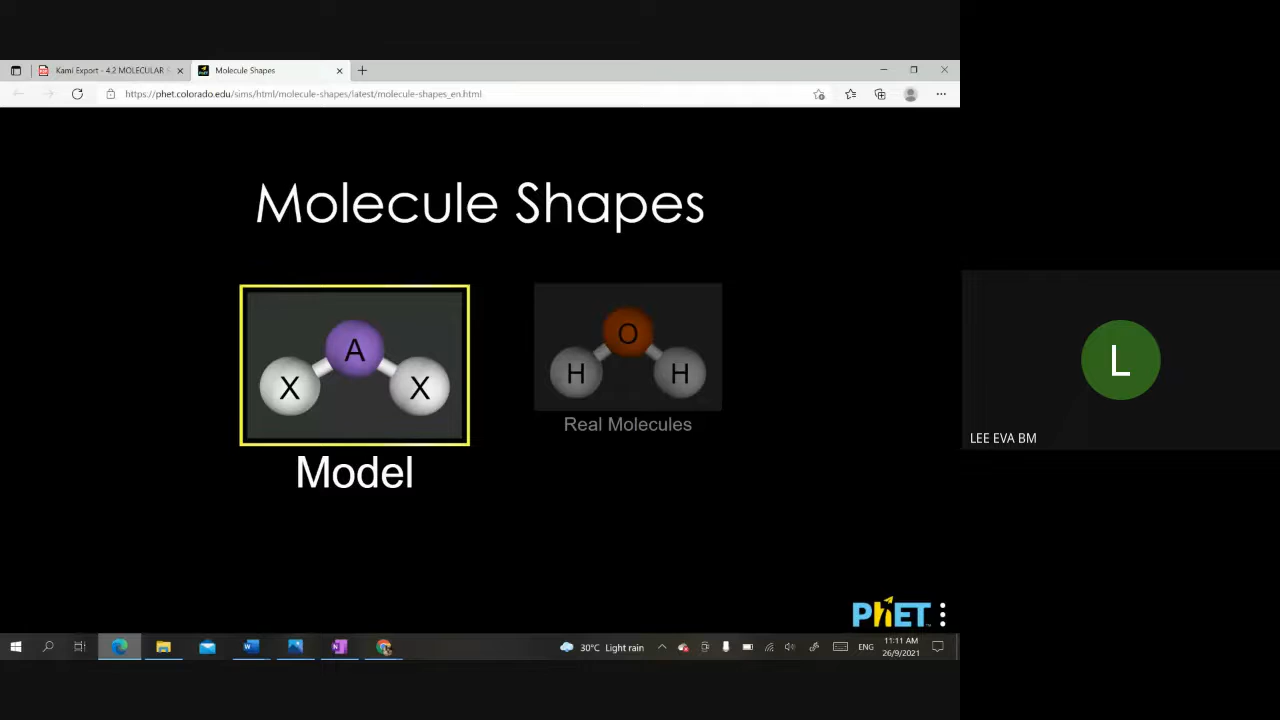 Kami Export - 4.2 MOLECULAR
Molecule Shapes
https://phet.colorado.edu/sims/html/molecule-shapes/latest/molecule-shapes_en.html
Molecule Shapes
A
X
X
Model
O
H
H
Real Molecules
L
LEE EVA BM
PhET
30°C Light rain
ENG
11:11 AM
26/9/2021